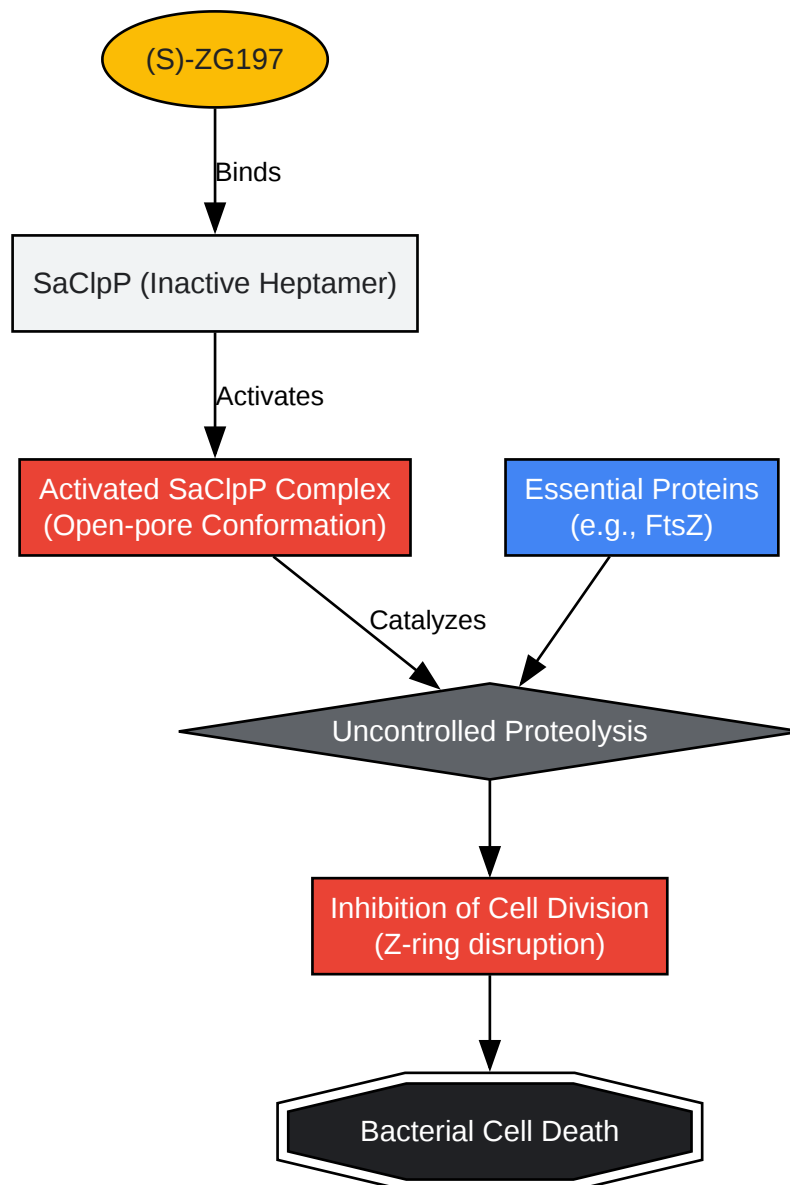 (S)-ZG197
Binds
SaClpP (Inactive Heptamer)
Activates
Activated SaClpP Complex
(Open-pore Conformation)
Essential Proteins
(e.g., FtsZ)
Catalyzes
Uncontrolled Proteolysis
Inhibition of Cell Division
(Z-ring disruption)
Bacterial Cell Death